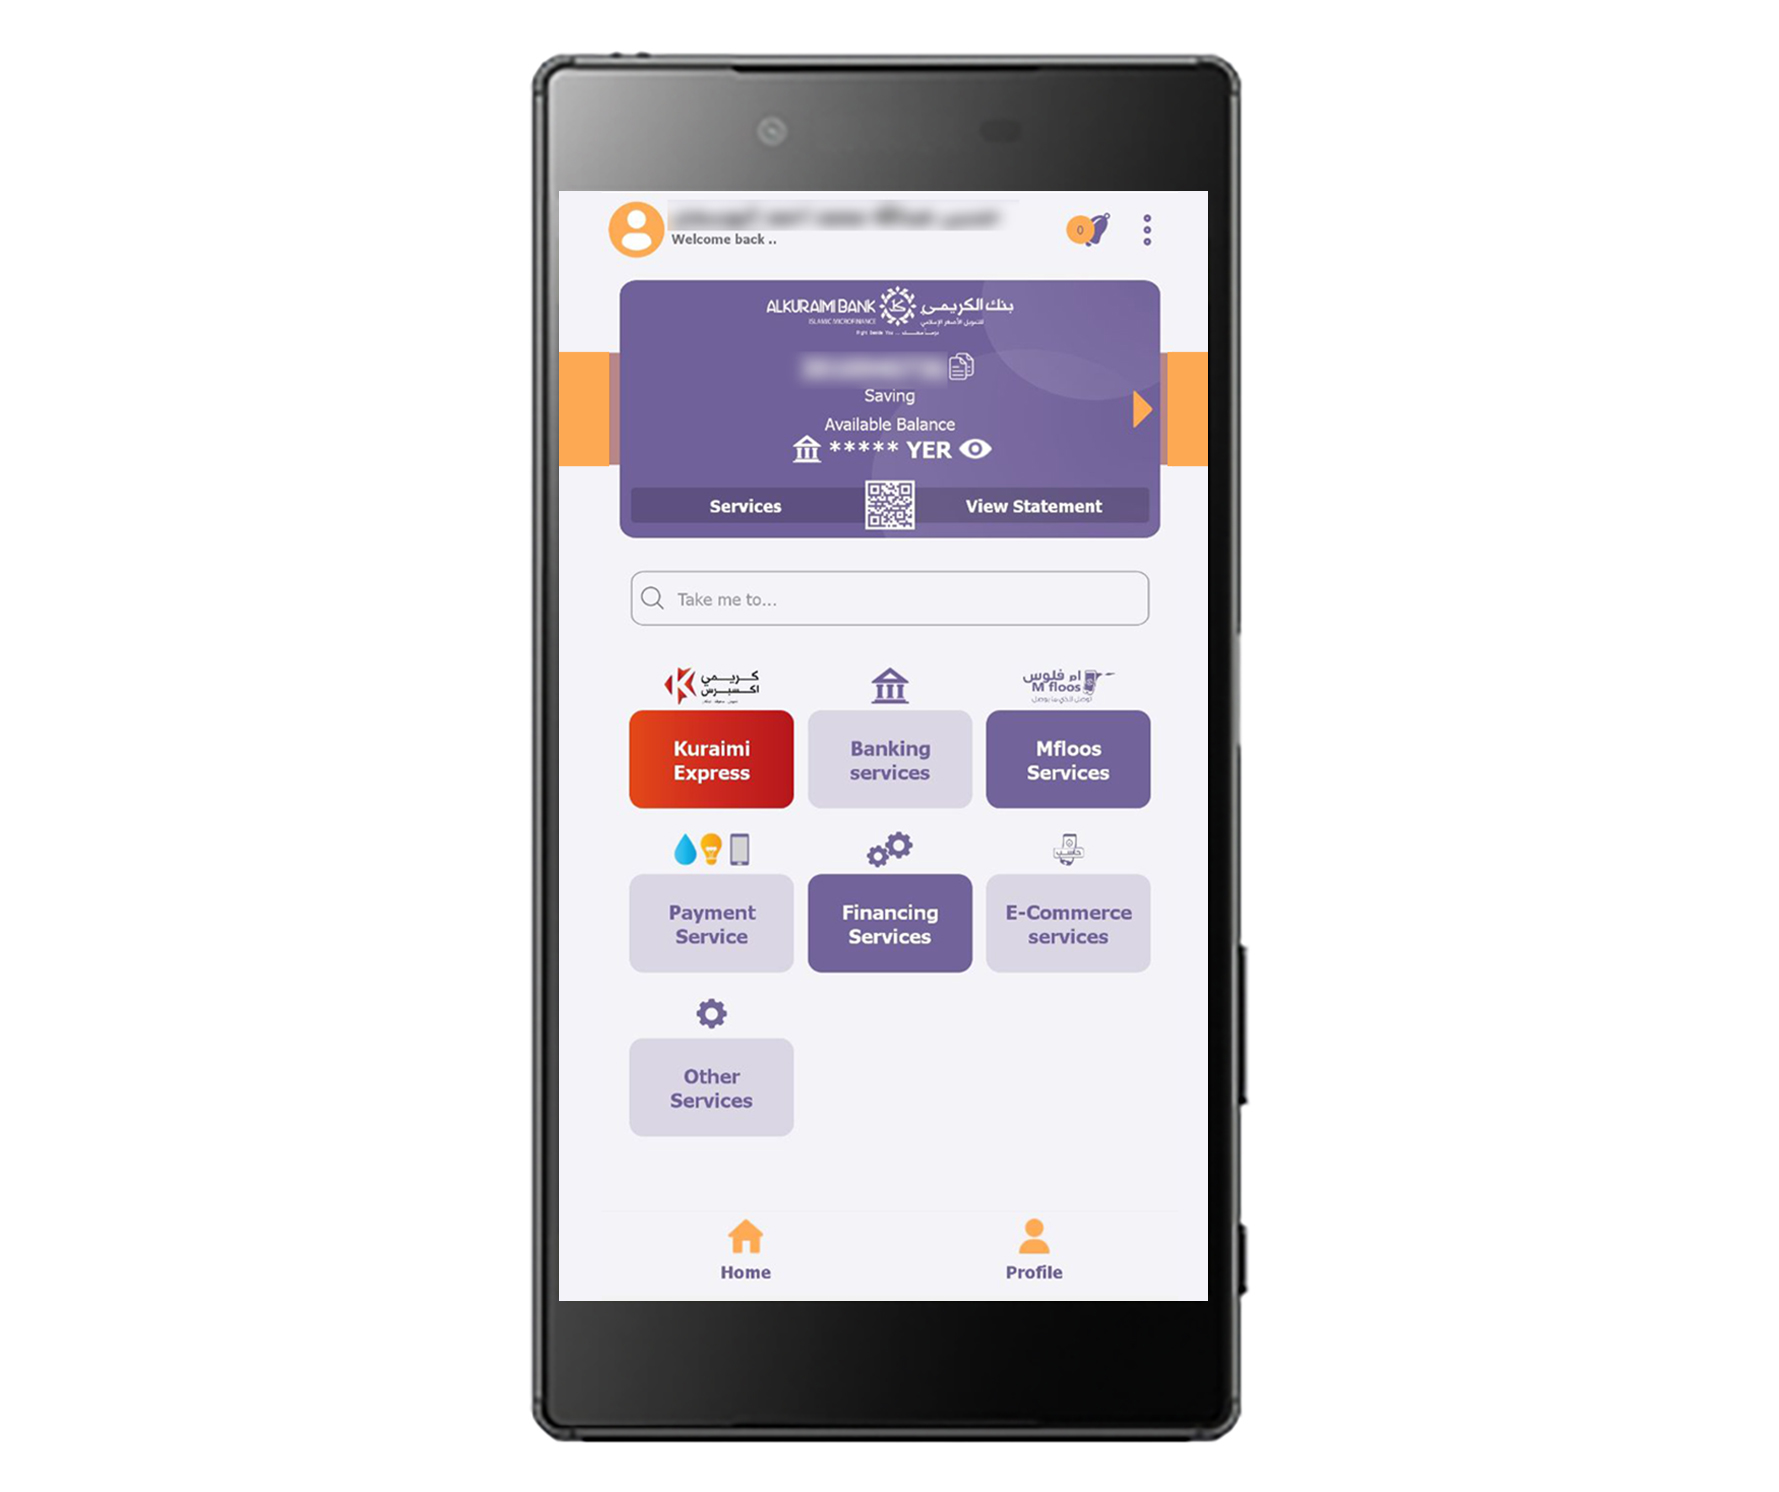 Welcome back ..
0
ALKURAIMI BANK بنك الكريمي
ISLAMIC MICROFINANCE للتمويل الأصغر الإسلامي
Saving
Available Balance
***** YER
Services
View Statement
Take me to...
كريمي
اكسبرس
ام فلوس
M floos
Kuraimi
Express
Banking
services
Mfloos
Services
حاسب
Payment
Service
Financing
Services
E-Commerce
services
Other
Services
Home
Profile